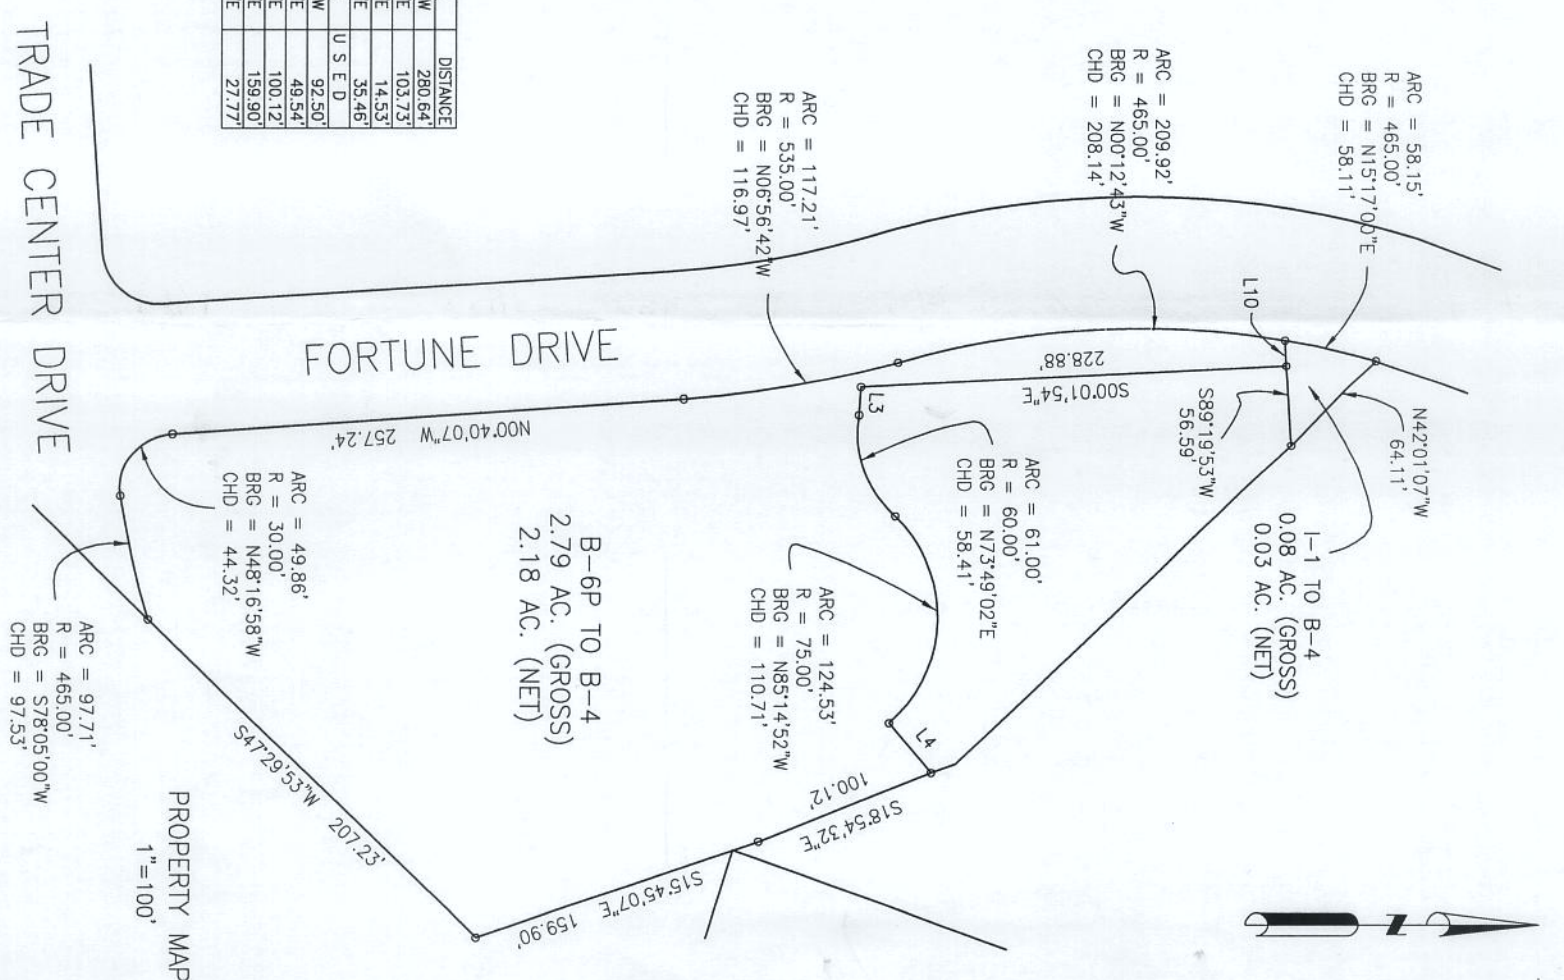 ARC = 58.15'
R = 465.00'
BRG = N15°17'00"E
CHD = 58.11'
N42°01'07"W
64.11'
I-1 TO B-4
0.08 AC. (GROSS)
0.03 AC. (NET)
L10
S89°19'53"W
56.59'
ARC = 209.92'
R = 465.00'
BRG = N00°12'43"W
CHD = 208.14'
228.88'
S00°01'54"E
L3
ARC = 61.00'
R = 60.00'
BRG = N73°49'02"E
CHD = 58.41'
L4
ARC = 124.53'
R = 75.00'
BRG = N85°14'52"W
CHD = 110.71'
100.12'
S18°54'32"E
ARC = 117.21'
R = 535.00'
BRG = N06°56'42"W
CHD = 116.97'
B-6P TO B-4
2.79 AC. (GROSS)
2.18 AC. (NET)
S15°45'07"E
159.90'
FORTUNE DRIVE
N00°40'07"W 257.24'
DISTANCE
W 280.64'
E 103.73'
E 14.53'
E 35.46'
U S E D
W 92.50'
E 49.54'
E 100.12'
E 159.90'
E 27.77'
ARC = 49.86'
R = 30.00'
BRG = N48°16'58"W
CHD = 44.32'
S47°29'53"W 207.23'
ARC = 97.71'
R = 465.00'
BRG = S78°05'00"W
CHD = 97.53'
TRADE CENTER DRIVE
PROPERTY MAP
1"=100'
N